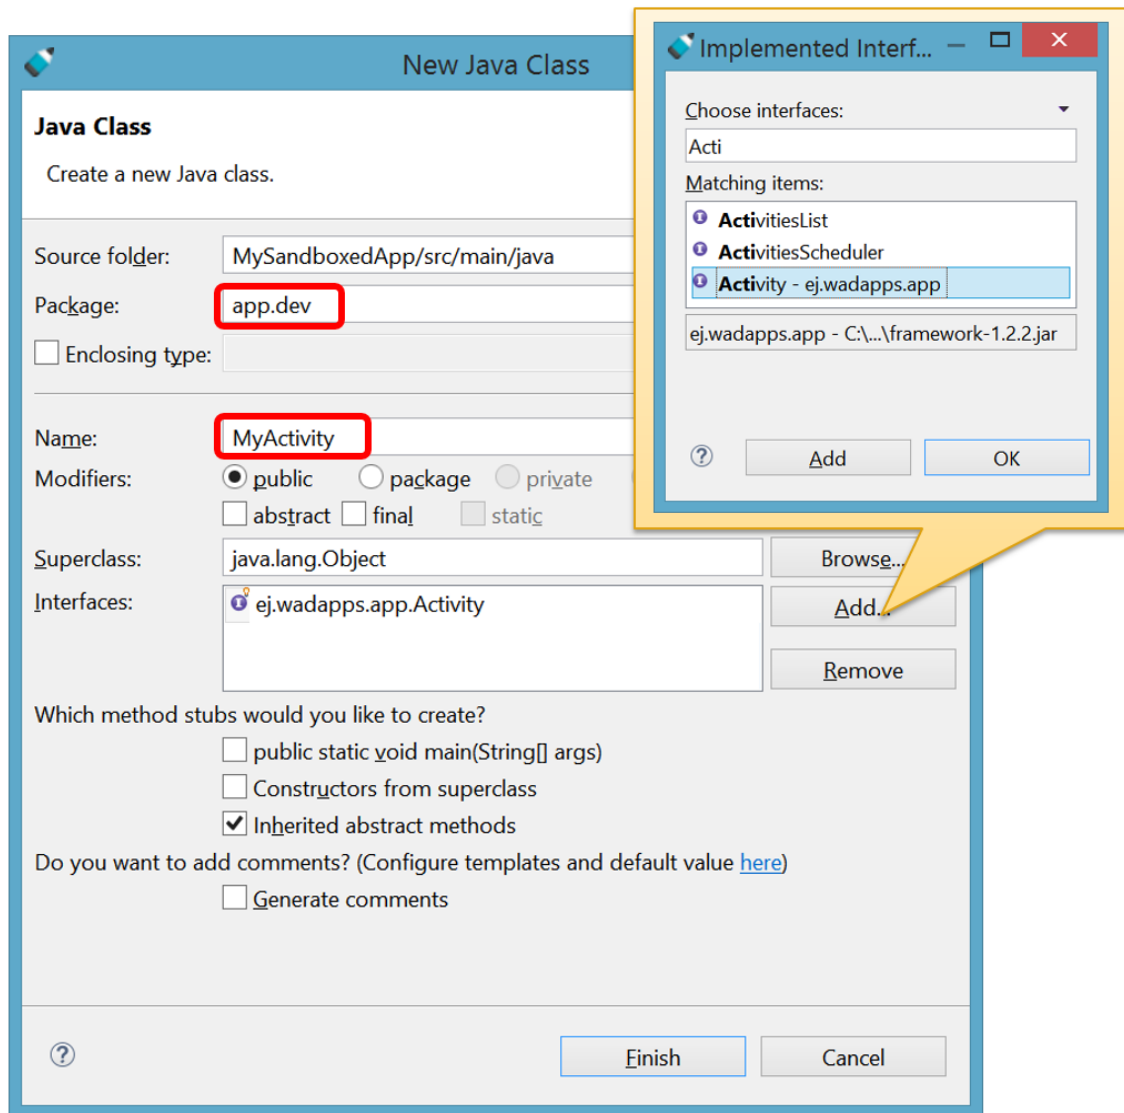 New Java Class
Java Class
Create a new Java class.
Source folder: MySandboxedApp/src/main/java
Package: app.dev
Enclosing type:
Name: MyActivity
Modifiers: public package private
abstract final static
Superclass: java.lang.Object Browse...
Interfaces: ej.wadapps.app.Activity Add...
Remove
Which method stubs would you like to create?
public static void main(String[] args)
Constructors from superclass
Inherited abstract methods
Do you want to add comments? (Configure templates and default value here)
Generate comments
? Finish Cancel
Implemented Interf...
Choose interfaces:
Acti
Matching items:
ActivitiesList
ActivitiesScheduler
Activity - ej.wadapps.app
ej.wadapps.app - C:\...\framework-1.2.2.jar
? Add OK